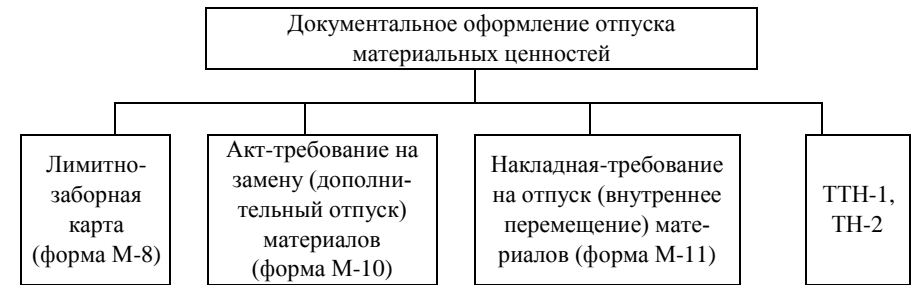 Документальное оформление отпуска
материальных ценностей
Лимитно-
заборная
карта
(форма М-8)
Акт-требование на
замену (дополни-
тельный отпуск)
материалов
(форма М-10)
Накладная-требование
на отпуск (внутреннее
перемещение) мате-
риалов (форма М-11)
ТТН-1,
ТН-2